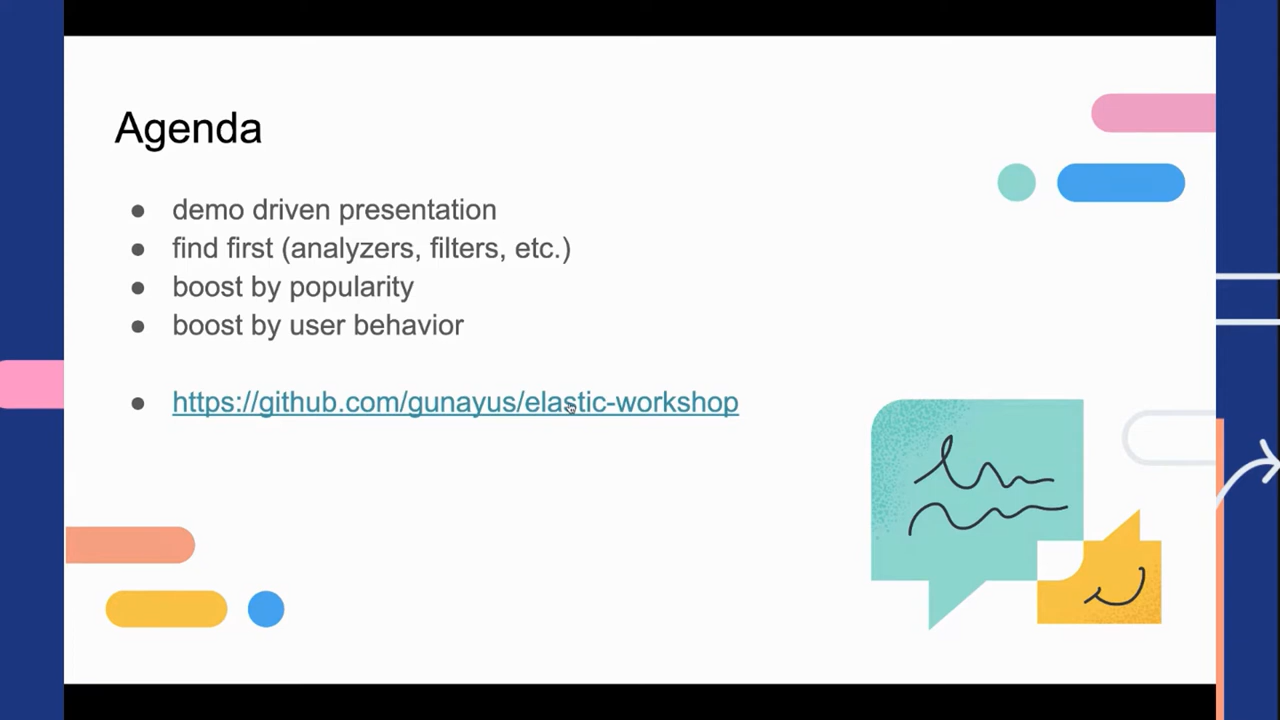 Agenda
● demo driven presentation
● find first (analyzers, filters, etc.)
● boost by popularity
● boost by user behavior
● https://github.com/gunayus/elastic-workshop